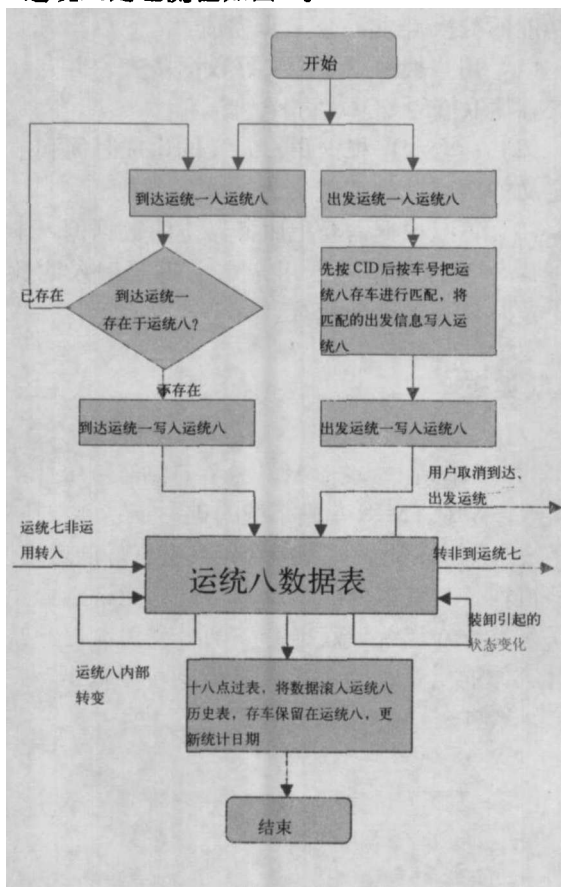 开始
到达运统一入运统八
出发运统一入运统八
已存在
到达运统一
存在于运统八?
先按CID后按车号把运
统八存车进行匹配,将
匹配的出发信息写入运
统八
不存在
到达运统一写入运统八
出发运统一写入运统八
用户取消到达、
出发运统一
运统七非运
用转入
运统八数据表
转非到运统七
装卸引起的
状态变化
运统八内部
转变
十八点过表,将数据滚入运统八
历史表,存车保留在运统八,更
新统计日期
结束